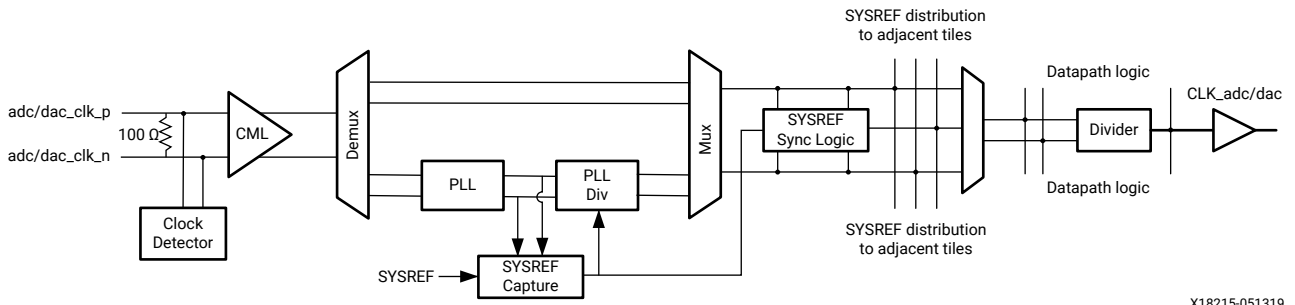 SYSREF distribution
to adjacent tiles
Datapath logic
CLK_adc/dac
adc/dac_clk_p
100 Ω
CML
adc/dac_clk_n
Demux
Mux
SYSREF
Sync Logic
Divider
PLL
PLL
Div
Datapath logic
Clock
Detector
SYSREF distribution
to adjacent tiles
SYSREF
SYSREF
Capture
X18215-051319